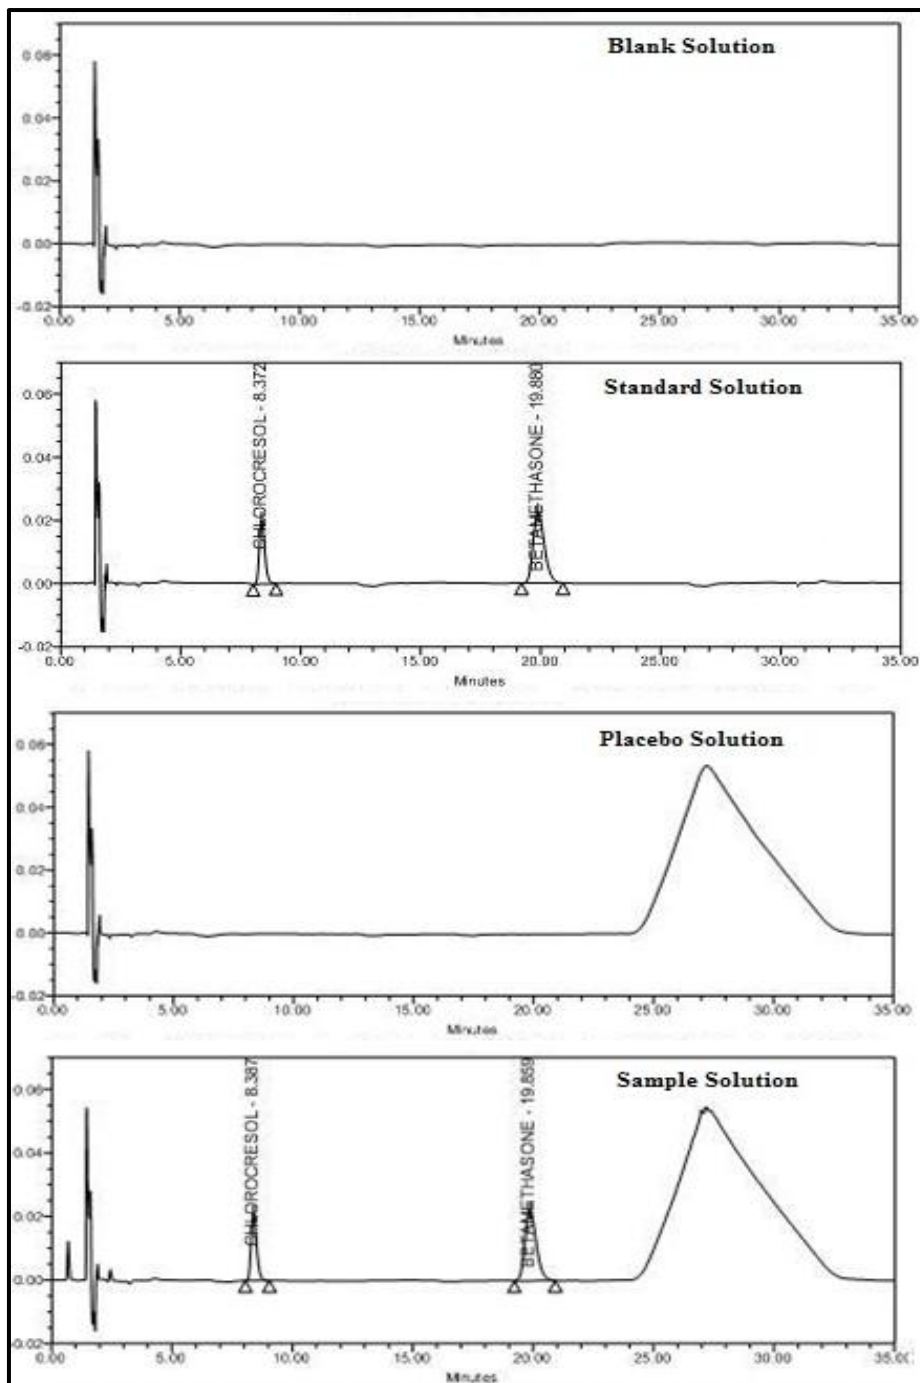 Blank Solution
0.06
0.04
0.02
0.00
-0.02
0.00 5.00 10.00 15.00 20.00 25.00 30.00 35.00
Minutes
Standard Solution
CHLOROCRESOL - 8.372
BETAMETHASONE - 19.880
0.06
0.04
0.02
0.00
-0.02
0.00 5.00 10.00 15.00 20.00 25.00 30.00 35.00
Minutes
Placebo Solution
0.06
0.04
0.02
0.00
-0.02
0.00 5.00 10.00 15.00 20.00 25.00 30.00 35.00
Minutes
Sample Solution
CHLOROCRESOL - 8.387
BETAMETHASONE - 19.859
0.06
0.04
0.02
0.00
-0.02
0.00 5.00 10.00 15.00 20.00 25.00 30.00
Minutes